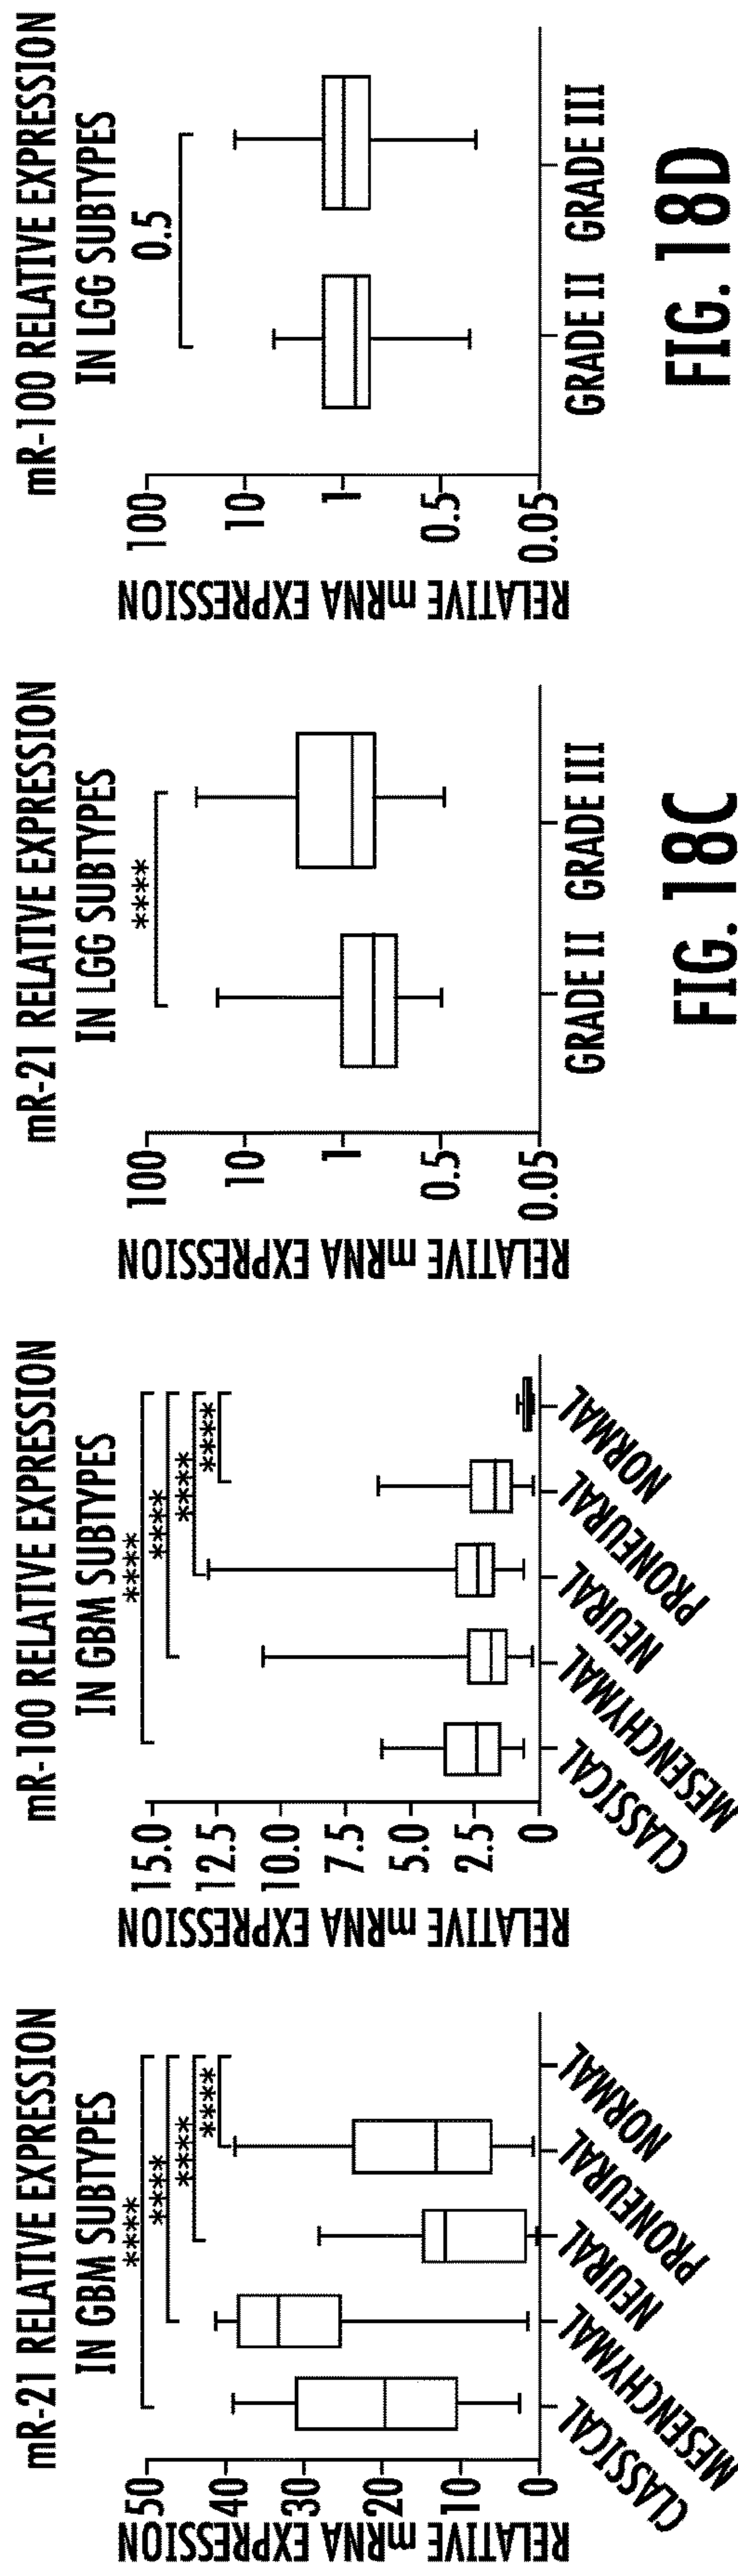 mR-21 RELATIVE EXPRESSION
IN GBM SUBTYPES
****
****
****
****
RELATIVE mRNA EXPRESSION
50
40
30
20
10
0
CLASSICAL
MESENCHYMAL
NEURAL
PRONEURAL
NORMAL
mR-100 RELATIVE EXPRESSION
IN GBM SUBTYPES
****
****
****
****
RELATIVE mRNA EXPRESSION
15.0
12.5
10.0
7.5
5.0
2.5
0
CLASSICAL
MESENCHYMAL
NEURAL
PRONEURAL
NORMAL
mR-21 RELATIVE EXPRESSION
IN LGG SUBTYPES
****
RELATIVE mRNA EXPRESSION
100
10
1
0.5
0.05
GRADE II GRADE III
FIG. 18C
mR-100 RELATIVE EXPRESSION
IN LGG SUBTYPES
0.5
RELATIVE mRNA EXPRESSION
100
10
1
0.5
0.05
GRADE II GRADE III
FIG. 18D